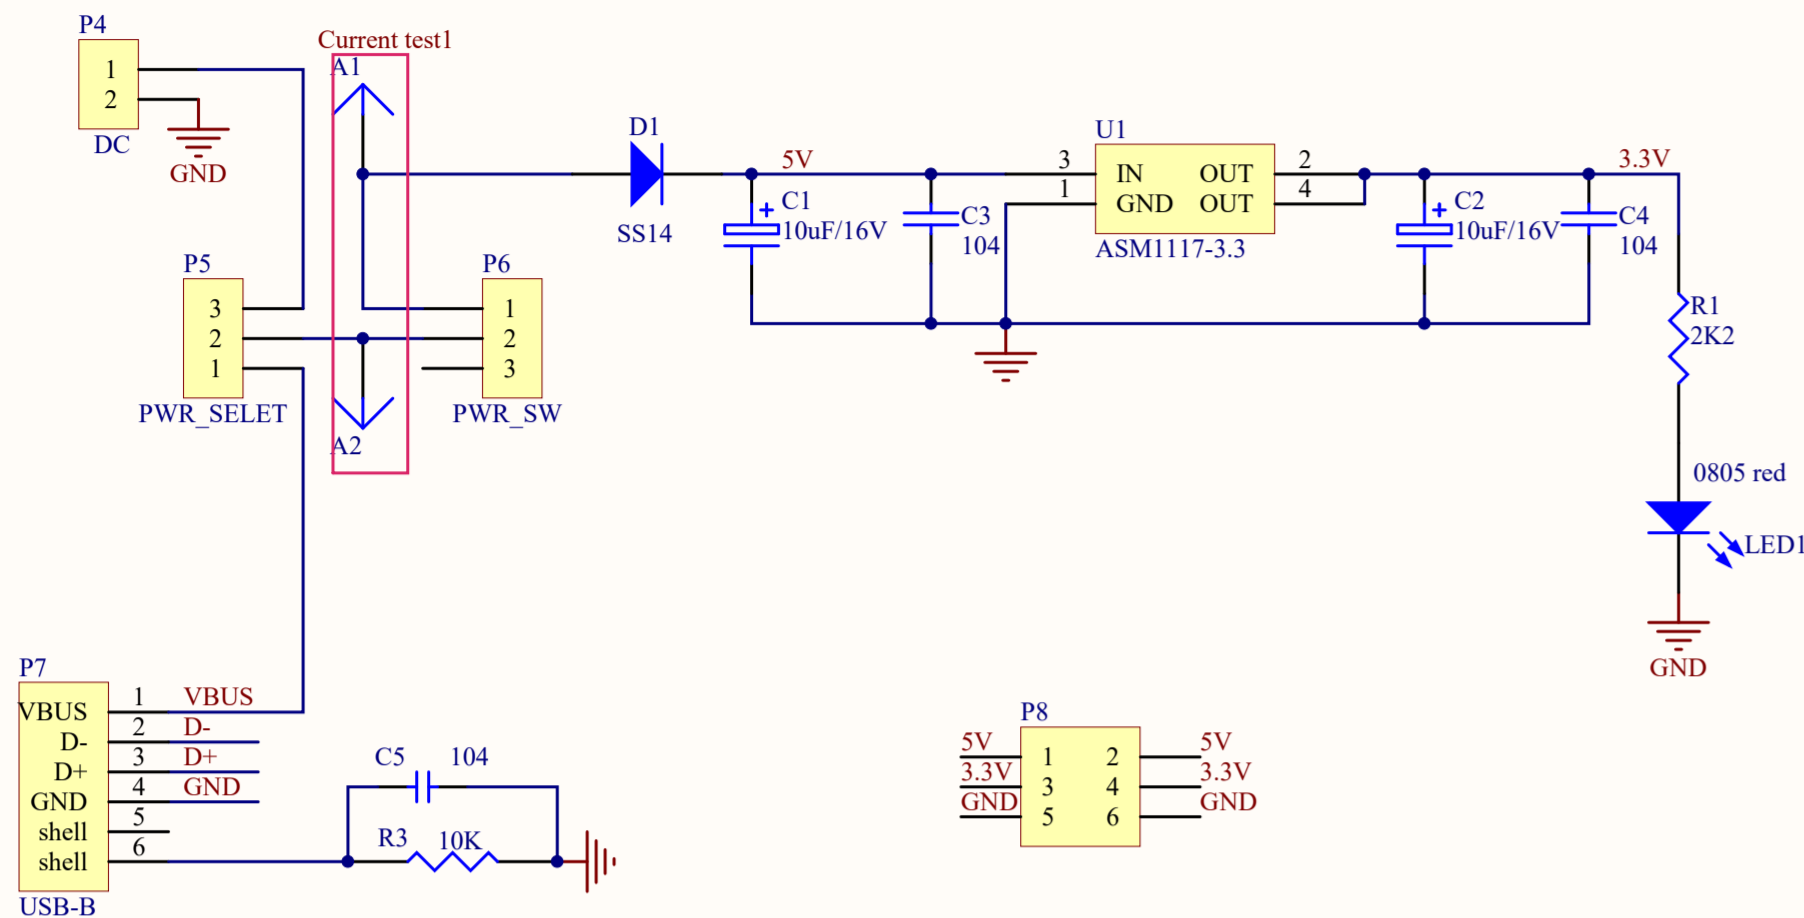 P4
1
2
DC
GND
Current test1
A1
A2
P5
3
2
1
PWR_SELET
P6
1
2
3
PWR_SW
D1
SS14
5V
C1
10uF/16V
C3
104
U1
3 IN OUT 2
1 GND OUT 4
ASM1117-3.3
C2
10uF/16V
3.3V
C4
104
R1
2K2
0805 red
LED1
GND
P7
VBUS 1 VBUS
D- 2 D-
D+ 3 D+
GND 4 GND
shell 5
shell 6
USB-B
C5 104
R3 10K
P8
5V 1 2 5V
3.3V 3 4 3.3V
GND 5 6 GND